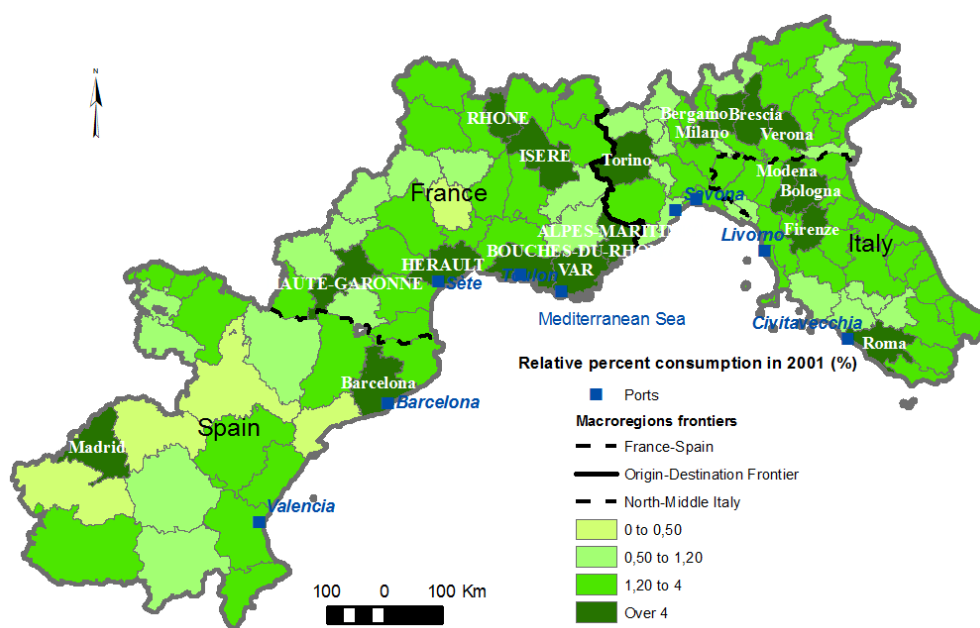 N
RHONE
Bergamo
Brescia
Milano
Verona
ISERE
Torino
Modena
France
Bologna
Savona
ALPES-MARITI
Livorno
Firenze
BOUCHES-DU-RHO
Italy
HERAULT
Toulon
VAR
AUTE-GARONNE
Sète
Mediterranean Sea
Civitavecchia
Roma
Relative percent consumption in 2001 (%)
Barcelona
Barcelona
Ports
Macroregions frontiers
Spain
Madrid
France-Spain
Origin-Destination Frontier
Valencia
North-Middle Italy
0 to 0,50
0,50 to 1,20
1,20 to 4
Over 4
100 0 100 Km